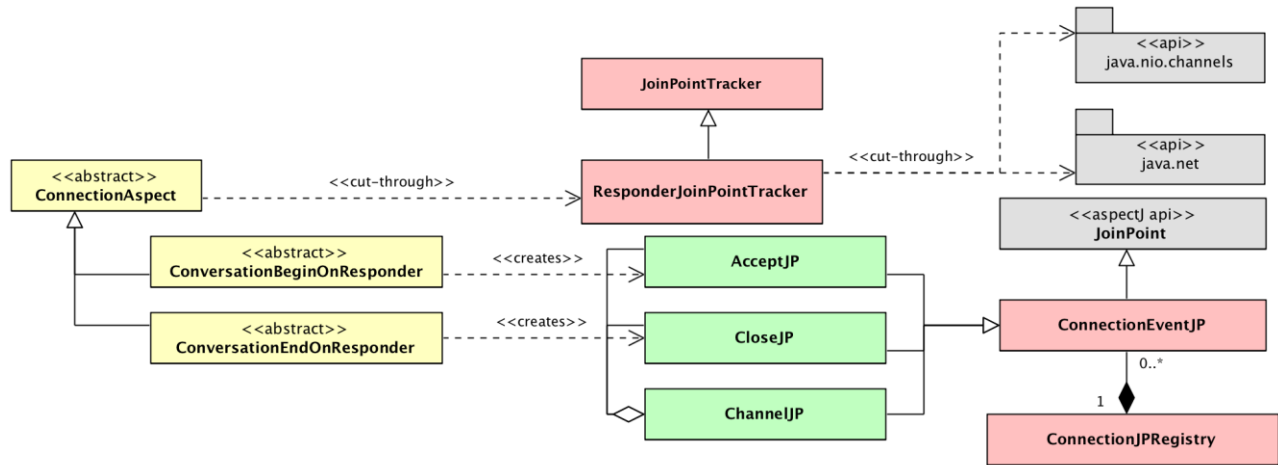 <<api>>
java.nio.channels
JoinPointTracker
<<api>>
java.net
<<abstract>>
ConnectionAspect
<<cut-through>>
ResponderJoinPointTracker
<<cut-through>>
<<aspectJ api>>
JoinPoint
<<abstract>>
ConversationBeginOnResponder
<<creates>>
AcceptJP
<<abstract>>
ConversationEndOnResponder
<<creates>>
CloseJP
ConnectionEventJP
0..*
ChannelJP
1
ConnectionJPRegistry